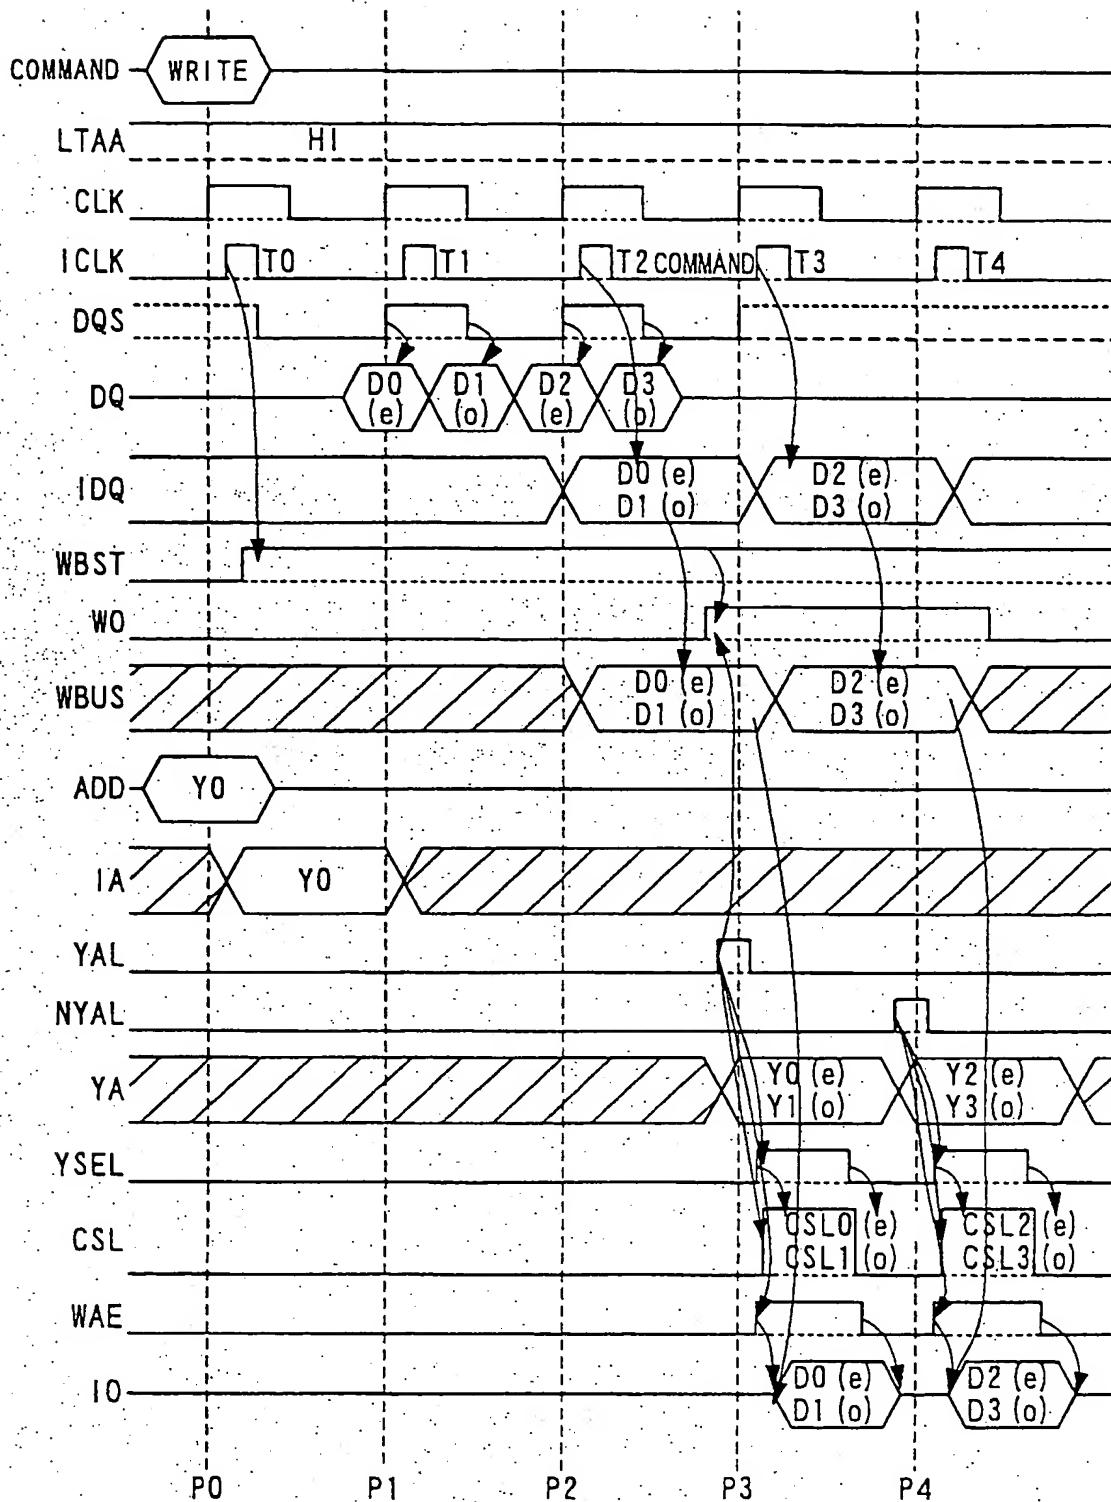 COMMAND WRITE
LTAA HI
CLK
ICLK T0 T1 T2 COMMAND T3 T4
DQS
DQ D0 D1 D2 D3
(e) (o) (e) (o)
IDQ D0 (e) D2 (e)
D1 (o) D3 (o)
WBST
WO
WBUS D0 (e) D2 (e)
D1 (o) D3 (o)
ADD Y0
IA Y0
YAL
NYAL
YA Y0 (e) Y2 (e)
Y1 (o) Y3 (o)
YSEL
CSL CSL0 (e) CSL2 (e)
CSL1 (o) CSL3 (o)
WAE
IO D0 (e) D2 (e)
D1 (o) D3 (o)
P0 P1 P2 P3 P4